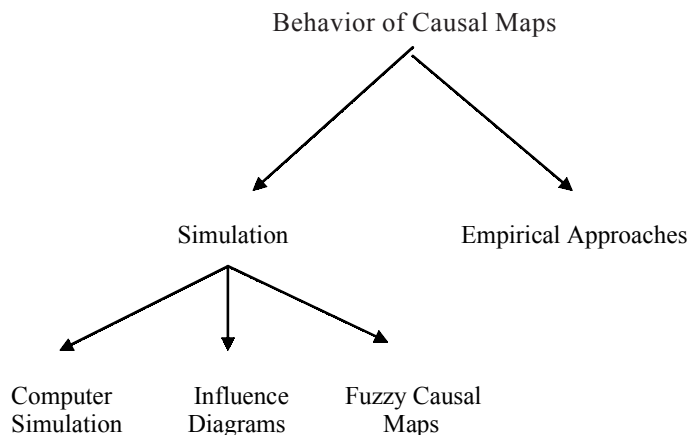 Behavior of Causal Maps
Simulation
Empirical Approaches
Computer
Simulation
Influence
Diagrams
Fuzzy Causal
Maps